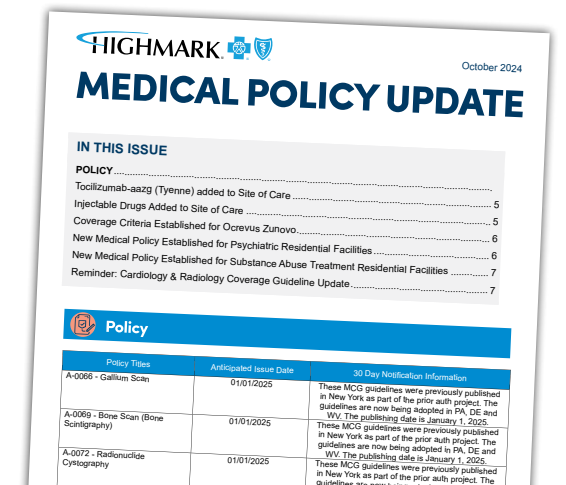 HIGHMARK
October 2024
MEDICAL POLICY UPDATE
IN THIS ISSUE
POLICY
Tocilizumab-aazg (Tyenne) added to Site of Care 5
Injectable Drugs Added to Site of Care 5
Coverage Criteria Established for Ocrevus Zunovo 6
New Medical Policy Established for Psychiatric Residential Facilities 6
New Medical Policy Established for Substance Abuse Treatment Residential Facilities 7
Reminder: Cardiology & Radiology Coverage Guideline Update 7
Policy
Policy Titles Anticipated Issue Date 30 Day Notification Information
A-0066 - Gallium Scan 01/01/2025 These MCG guidelines were previously published
in New York as part of the prior auth project. The
guidelines are now being adopted in PA, DE and
WV. The publishing date is January 1, 2025.
A-0069 - Bone Scan (Bone 01/01/2025 These MCG guidelines were previously published
Scintigraphy) in New York as part of the prior auth project. The
guidelines are now being adopted in PA, DE and
WV. The publishing date is January 1, 2025.
A-0072 - Radionuclide 01/01/2025 These MCG guidelines were previously published
Cystography in New York as part of the prior auth project. The